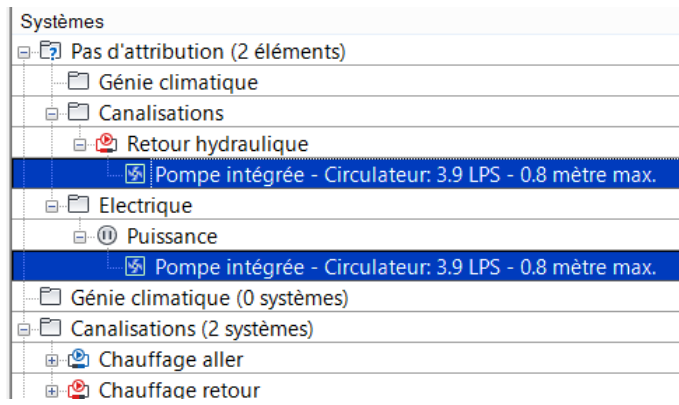 Systèmes
Pas d'attribution (2 éléments)
Génie climatique
Canalisations
Retour hydraulique
Pompe intégrée - Circulateur: 3.9 LPS - 0.8 mètre max.
Electrique
Puissance
Pompe intégrée - Circulateur: 3.9 LPS - 0.8 mètre max.
Génie climatique (0 systèmes)
Canalisations (2 systèmes)
Chauffage aller
Chauffage retour